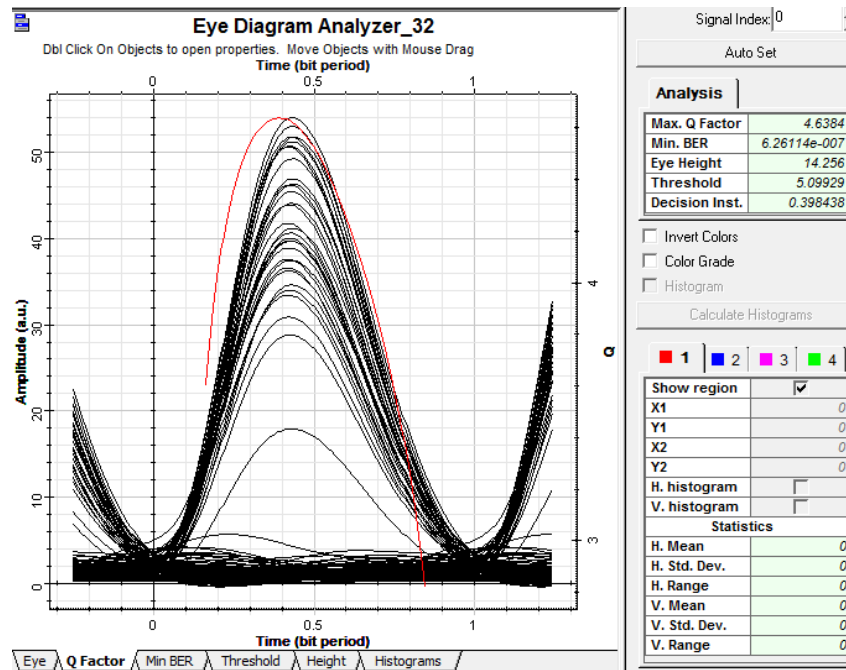 Eye Diagram Analyzer_32
Dbl Click On Objects to open properties. Move Objects with Mouse Drag
Time (bit period)
0 0.5 1
Amplitude (a.u.)
50
40
30
20
10
0
Q
4
3
0 0.5 1
Time (bit period)
Eye Q Factor Min BER Threshold Height Histograms
Signal Index: 0
Auto Set
Analysis
Max. Q Factor 4.6384
Min. BER 6.26114e-007
Eye Height 14.256
Threshold 5.09929
Decision Inst. 0.398438
Invert Colors
Color Grade
Histogram
Calculate Histograms
1 2 3 4
Show region
X1 0
Y1 0
X2 0
Y2 0
H. histogram
V. histogram
Statistics
H. Mean 0
H. Std. Dev. 0
H. Range 0
V. Mean 0
V. Std. Dev. 0
V. Range 0